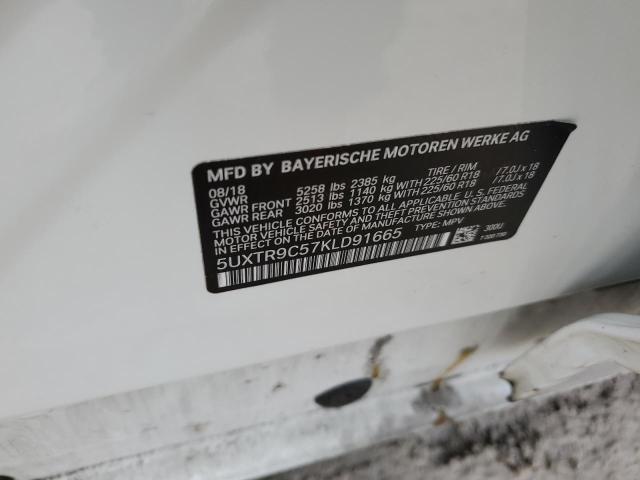 MFD BY BAYERISCHE MOTOREN WERKE AG
08/18 TIRE / RIM
GVWR 5258 lbs 2385 kg
GAWR FRONT 2513 lbs 1140 kg WITH 225/60 R18 / 7.0J x 18
GAWR REAR 3020 lbs 1370 kg WITH 225/60 R18 / 7.0J x 18
THIS VEHICLE CONFORMS TO ALL APPLICABLE U.S. FEDERAL
MOTOR VEHICLE SAFETY AND THEFT PREVENTION STANDARDS
IN EFFECT ON THE DATE OF MANUFACTURE SHOWN ABOVE.
5UXTR9C57KLD91665 TYPE: MPV 300U